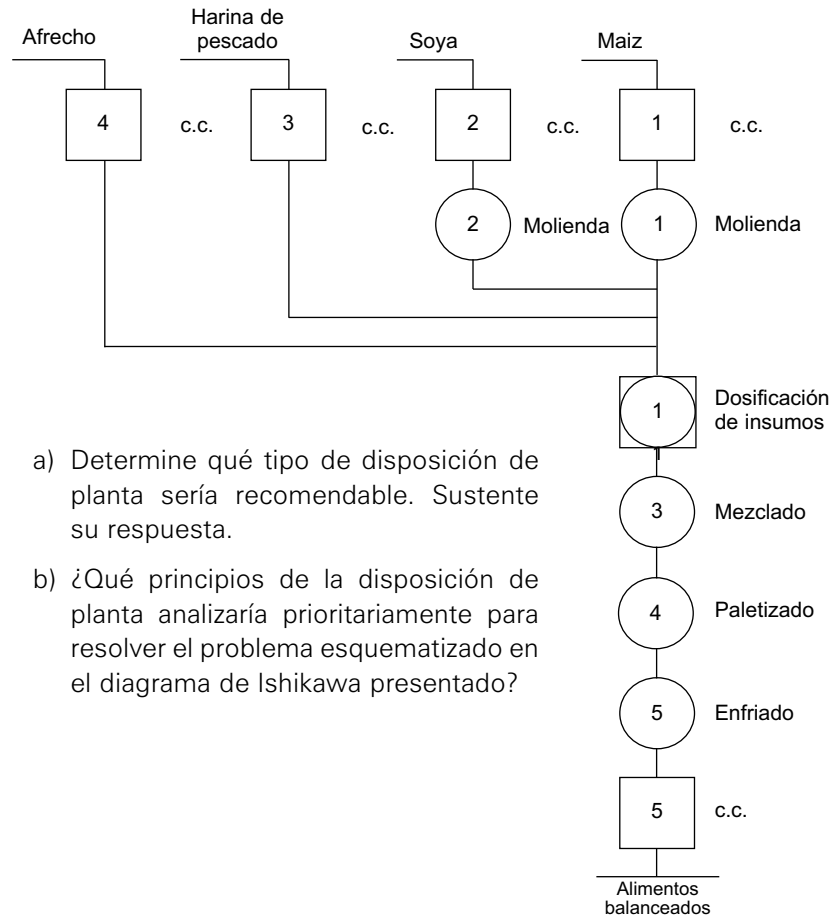 Afrecho
Harina de
pescado
Soya
Maiz
4
c.c.
3
c.c.
2
c.c.
1
c.c.
2
Molienda
1
Molienda
1
Dosificación
de insumos
1
3
Mezclado
4
Paletizado
5
Enfriado
5
c.c.
Alimentos
balanceados
a) Determine qué tipo de disposición de
planta sería recomendable. Sustente
su respuesta.
b) ¿Qué principios de la disposición de
planta analizaría prioritariamente para
resolver el problema esquematizado en
el diagrama de Ishikawa presentado?